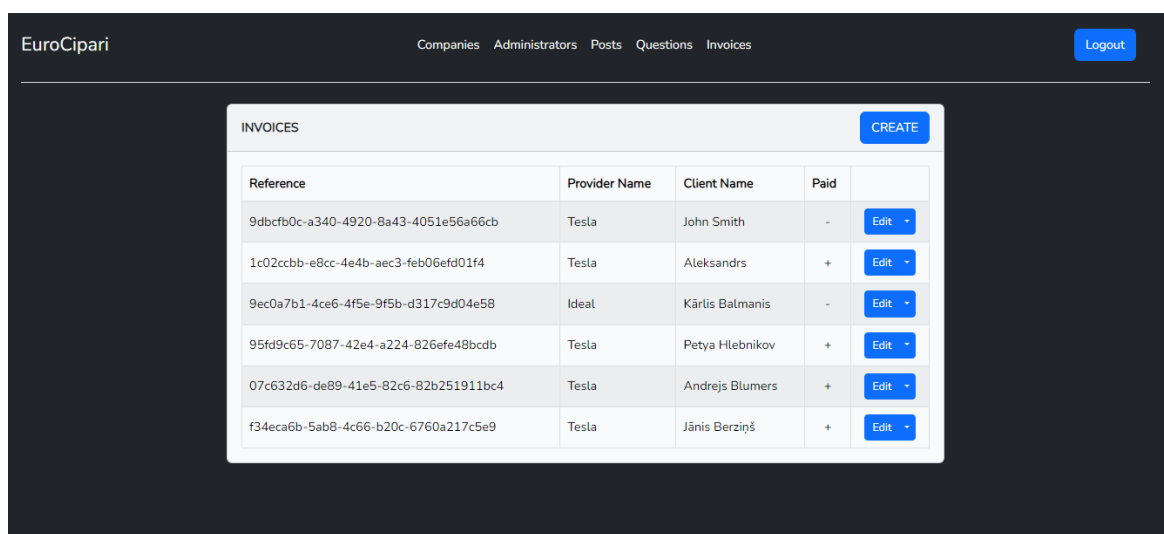 EuroCipari Companies Administrators Posts Questions Invoices Logout
INVOICES CREATE
Reference Provider Name Client Name Paid
9dbcfb0c-a340-4920-8a43-4051e56a66cb Tesla John Smith - Edit
1c02ccbb-e8cc-4e4b-aec3-feb06efd01f4 Tesla Aleksandrs + Edit
9ec0a7b1-4ce6-4f5e-9f5b-d317c9d04e58 Ideal Kārlis Balmanis - Edit
95fd9c65-7087-42e4-a224-826efe48bcdb Tesla Petya Hlebnikov + Edit
07c632d6-de89-41e5-82c6-82b251911bc4 Tesla Andrejs Blumers + Edit
f34eca6b-5ab8-4c66-b20c-6760a217c5e9 Tesla Jānis Berziņš + Edit